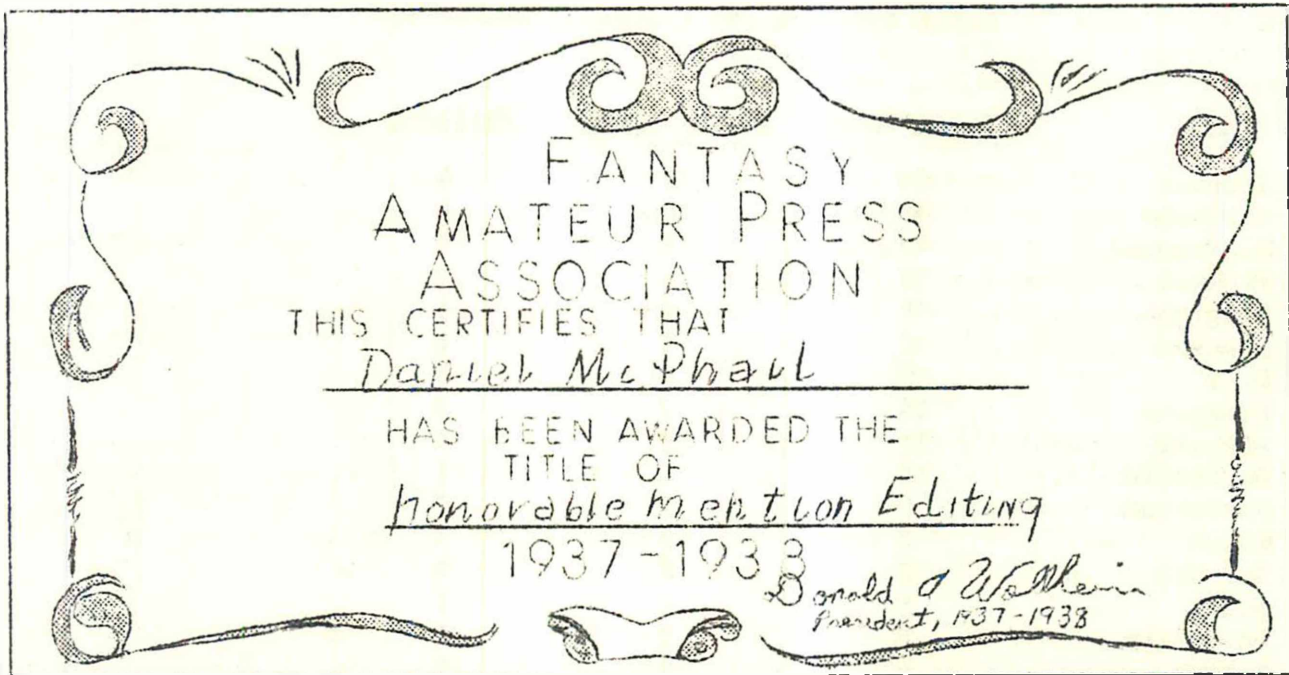 FANTASY
AMATEUR PRESS
ASSOCIATION
THIS CERTIFIES THAT
Daniel McPhail
HAS BEEN AWARDED THE
TITLE OF
honorable mention Editing
1937-1938
Donald A Wollheim
President, 1937-1938